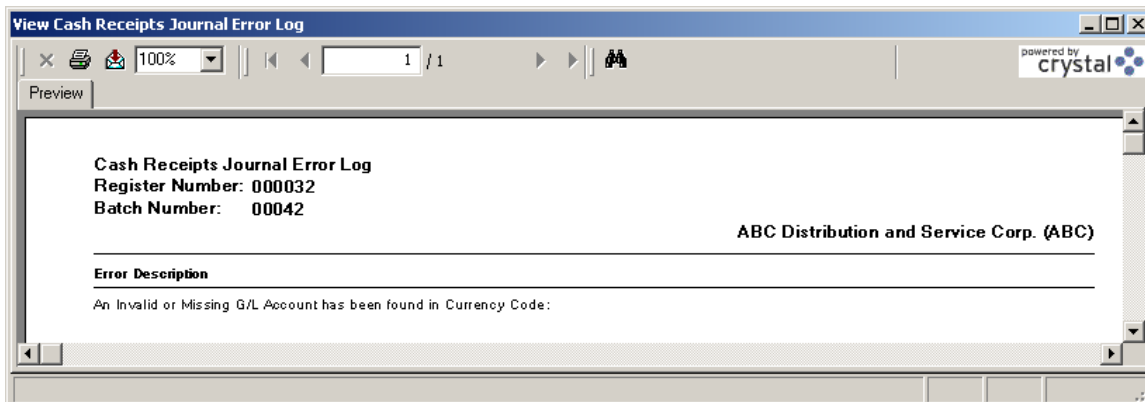 View Cash Receipts Journal Error Log
100%
1 / 1
powered by
crystal
Preview
Cash Receipts Journal Error Log
Register Number: 000032
Batch Number: 00042
ABC Distribution and Service Corp. (ABC)
Error Description
An Invalid or Missing G/L Account has been found in Currency Code: